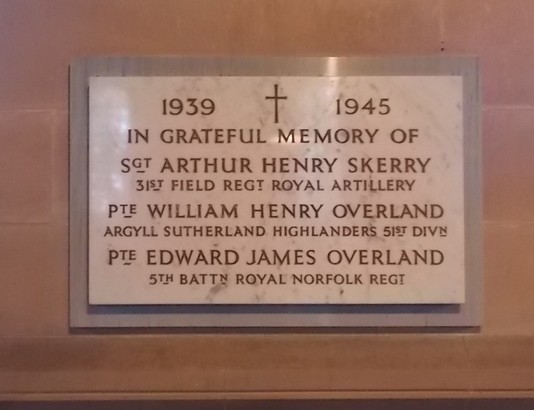 1939 † 1945
IN GRATEFUL MEMORY OF
SGT ARTHUR HENRY SKERRY
31ST FIELD REGT ROYAL ARTILLERY
PTE WILLIAM HENRY OVERLAND
ARGYLL SUTHERLAND HIGHLANDERS 51ST DIVN
PTE EDWARD JAMES OVERLAND
5TH BATTN ROYAL NORFOLK REGT